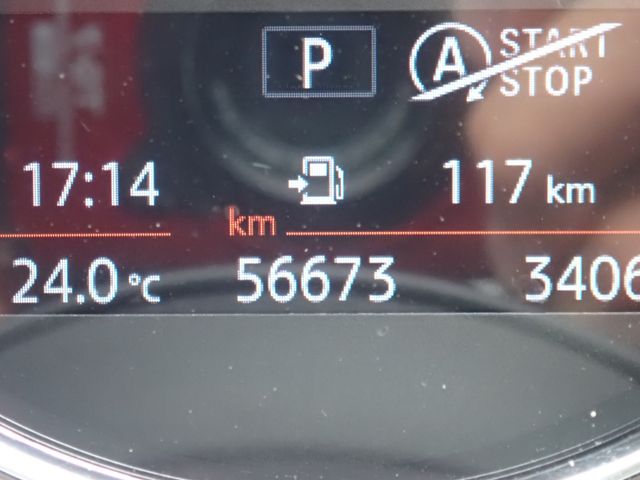 P
A START
STOP
17:14 117 km
km
24.0 °C 56673 3406